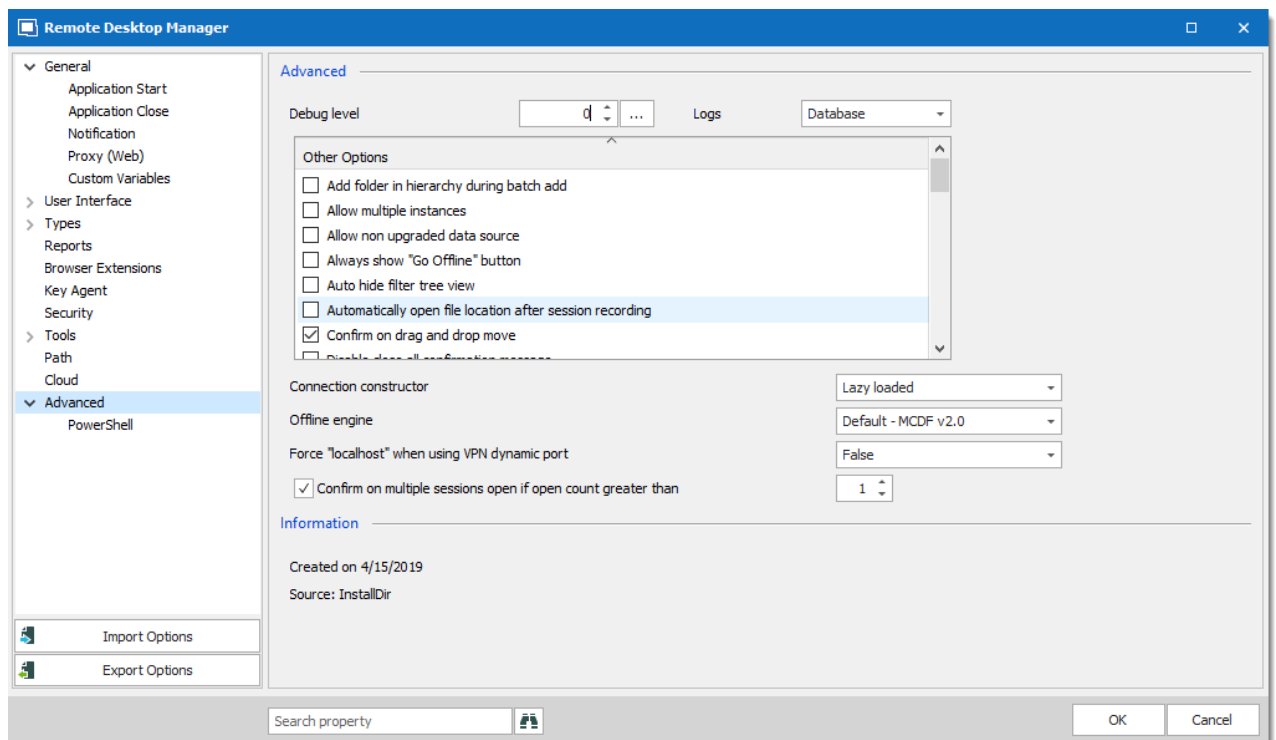 Remote Desktop Manager
General
Application Start
Application Close
Notification
Proxy (Web)
Custom Variables
User Interface
Types
Reports
Browser Extensions
Key Agent
Security
Tools
Path
Cloud
Advanced
PowerShell
Import Options
Export Options
Advanced
Debug level 0 ... Logs Database
Other Options
Add folder in hierarchy during batch add
Allow multiple instances
Allow non upgraded data source
Always show "Go Offline" button
Auto hide filter tree view
Automatically open file location after session recording
Confirm on drag and drop move
Disable close all confirmation message
Connection constructor Lazy loaded
Offline engine Default - MCDF v2.0
Force "localhost" when using VPN dynamic port False
Confirm on multiple sessions open if open count greater than 1
Information
Created on 4/15/2019
Source: InstallDir
Search property
OK Cancel